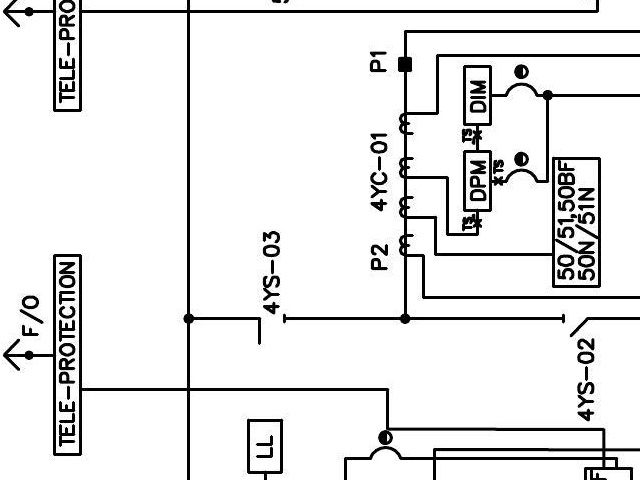 TELE-PRO
P1
DIM
TS
4YC-01
DPM
TS
TS
50/51,50BF
50N/51N
P2
4YS-03
F/O
TELE-PROTECTION
4YS-02
LL